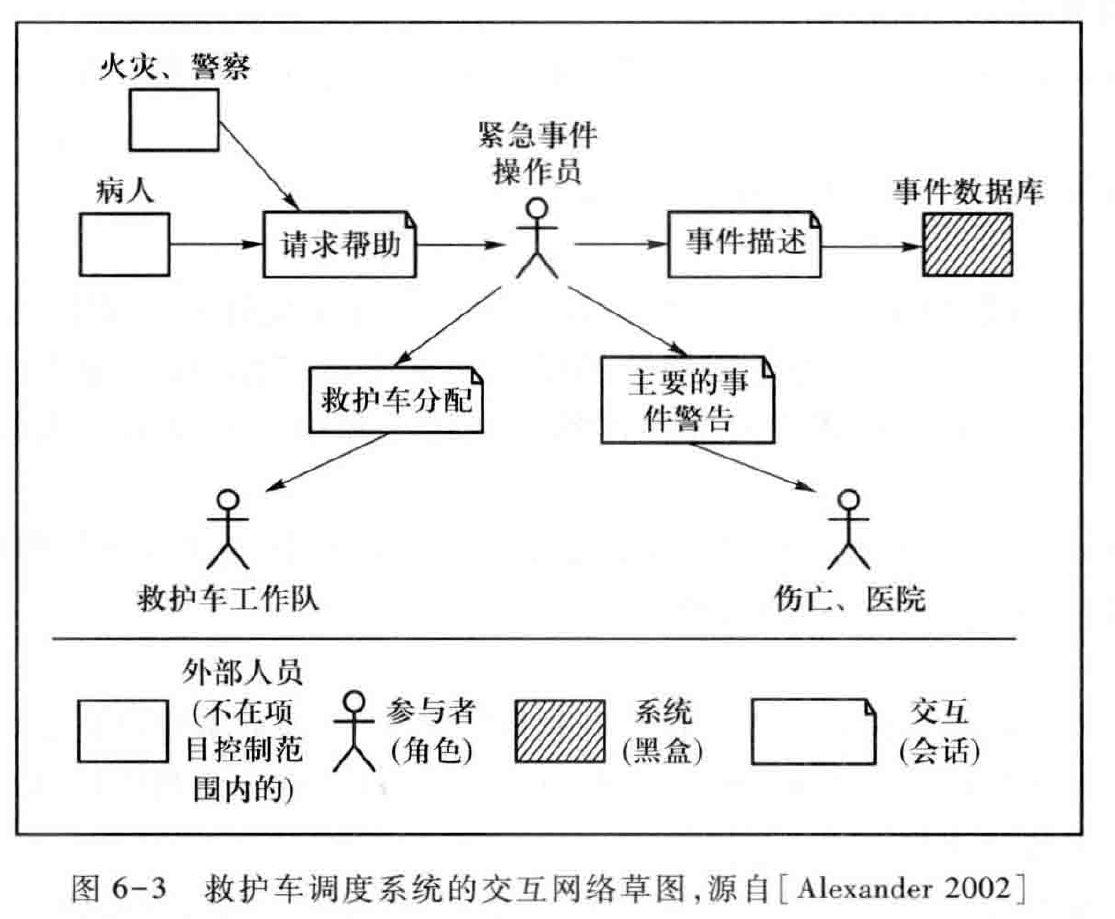 火灾、警察
紧急事件
操作员
病人
事件数据库
请求帮助
事件描述
救护车分配
主要的事
件警告
救护车工作队
伤亡、医院
外部人员
(不在项
目控制范
围内的)
参与者
(角色)
系统
(黑盒)
交互
(会话)
图 6-3 救护车调度系统的交互网络草图,源自[Alexander 2002]